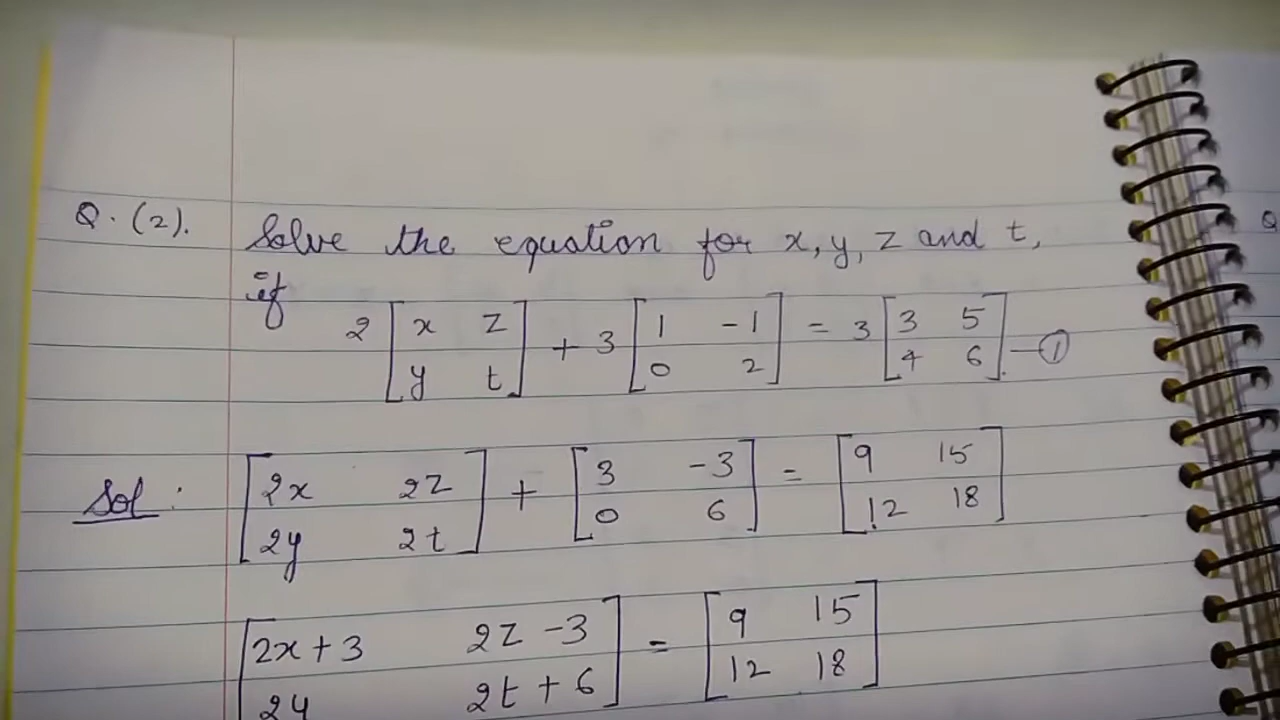 Q. (2). Solve the equation for x, y, z and t,
if 2 [x z] + 3 [1 -1] = 3 [3 5] — ①
[y t] [0 2] [4 6]
Sol : [2x 2z] + [3 -3] = [9 15]
[2y 2t] [0 6] [12 18]
[2x + 3 2z - 3] = [9 15]
[2y 2t + 6] [12 18]